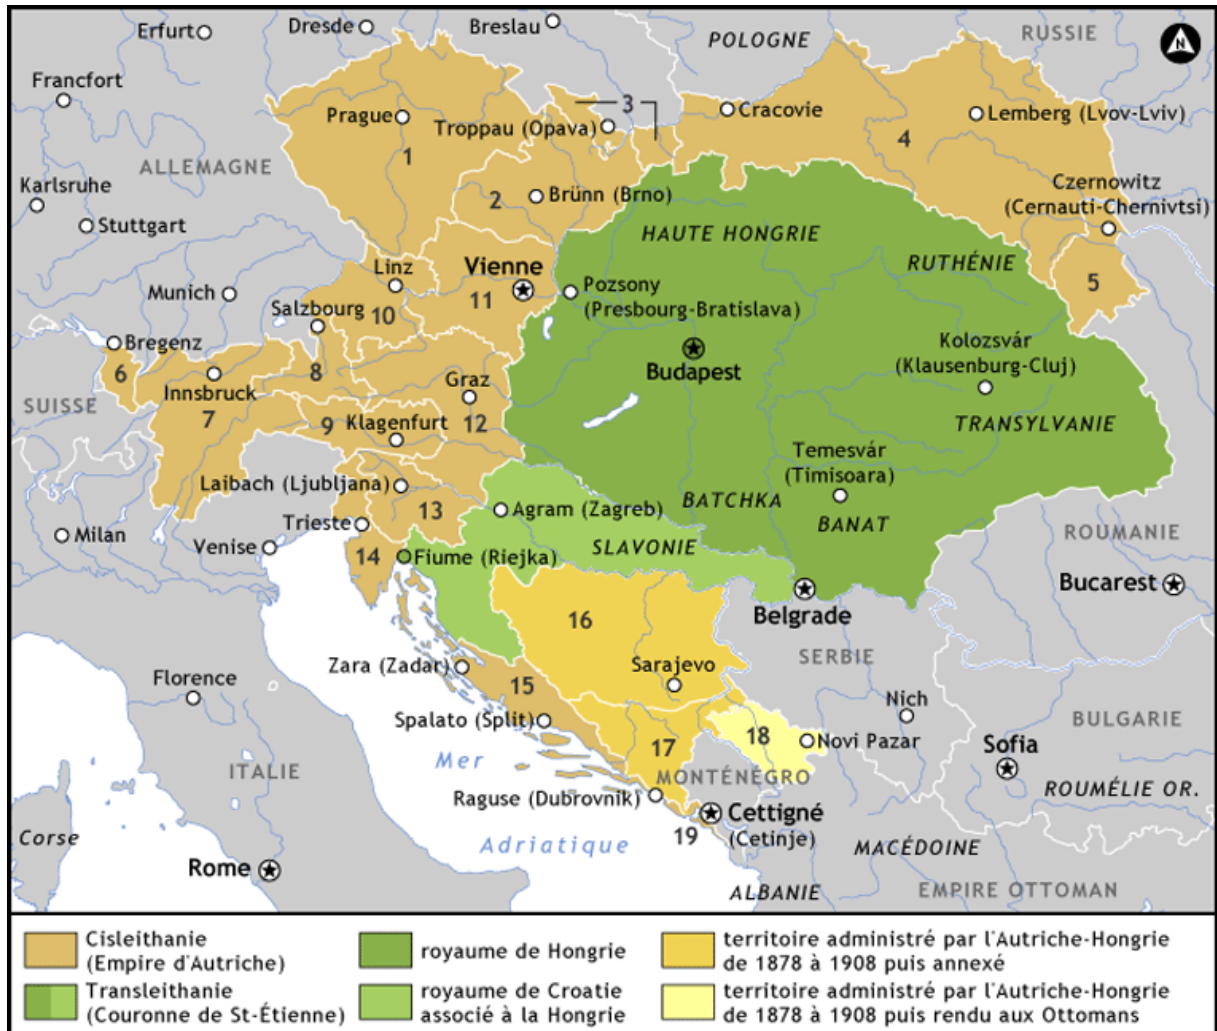 Erfurt
Dresde
Breslau
POLOGNE
RUSSIE
N
Francfort
Prague
Troppau (Opava)
3
Cracovie
Lemberg (Lvov-Lviv)
4
1
ALLEMAGNE
Karlsruhe
Stuttgart
2
Brünn (Brno)
Czernowitz
(Cernauti-Chernivtsi)
HAUTE HONGRIE
RUTHÉNIE
Linz
Vienne
Munich
Salzbourg
10
11
Pozsony
(Presbourg-Bratislava)
5
Bregenz
Budapest
Kolozsvár
(Klausenburg-Cluj)
6
Innsbruck
8
Graz
SUISSE
7
9
Klagenfurt
12
TRANSYLVANIE
Temesvár
(Timisoara)
Laibach (Ljubljana)
13
Agram (Zagreb)
BATCHKA
BANAT
Milan
Trieste
Venise
14
Fiume (Riejka)
SLAVONIE
ROUMANIE
Bucarest
Belgrade
16
SERBIE
Zara (Zadar)
15
Sarajevo
Florence
Spalato (Split)
Nich
17
18
Novi Pazar
BULGARIE
Sofia
ITALIE
Mer
Adriatique
MONTÉNÉGRO
Raguse (Dubrovnik)
ROUMÉLIE OR.
Cettigné
(Cetinje)
19
Corse
Rome
MACÉDOINE
ALBANIE
EMPIRE OTTOMAN
Cisleithanie
(Empire d'Autriche)
Transleithanie
(Couronne de St-Étienne)
royaume de Hongrie
royaume de Croatie
associé à la Hongrie
territoire administré par l'Autriche-Hongrie
de 1878 à 1908 puis annexé
territoire administré par l'Autriche-Hongrie
de 1878 à 1908 puis rendu aux Ottomans